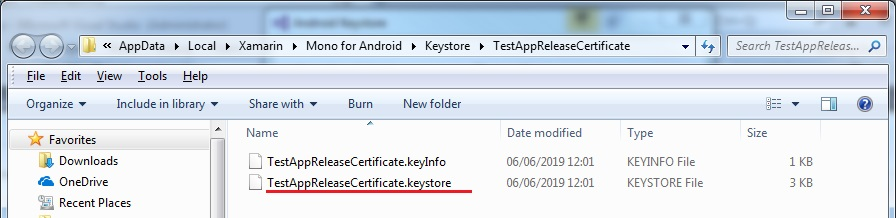 Android Keystore
AppData ▸ Local ▸ Xamarin ▸ Mono for Android ▸ Keystore ▸ TestAppReleaseCertificate
Search TestAppReleas...
File Edit View Tools Help
Organize Include in library Share with Burn New folder
Favorites
Downloads
OneDrive
Recent Places
Name Date modified Type Size
TestAppReleaseCertificate.keyInfo 06/06/2019 12:01 KEYINFO File 1 KB
TestAppReleaseCertificate.keystore 06/06/2019 12:01 KEYSTORE File 3 KB